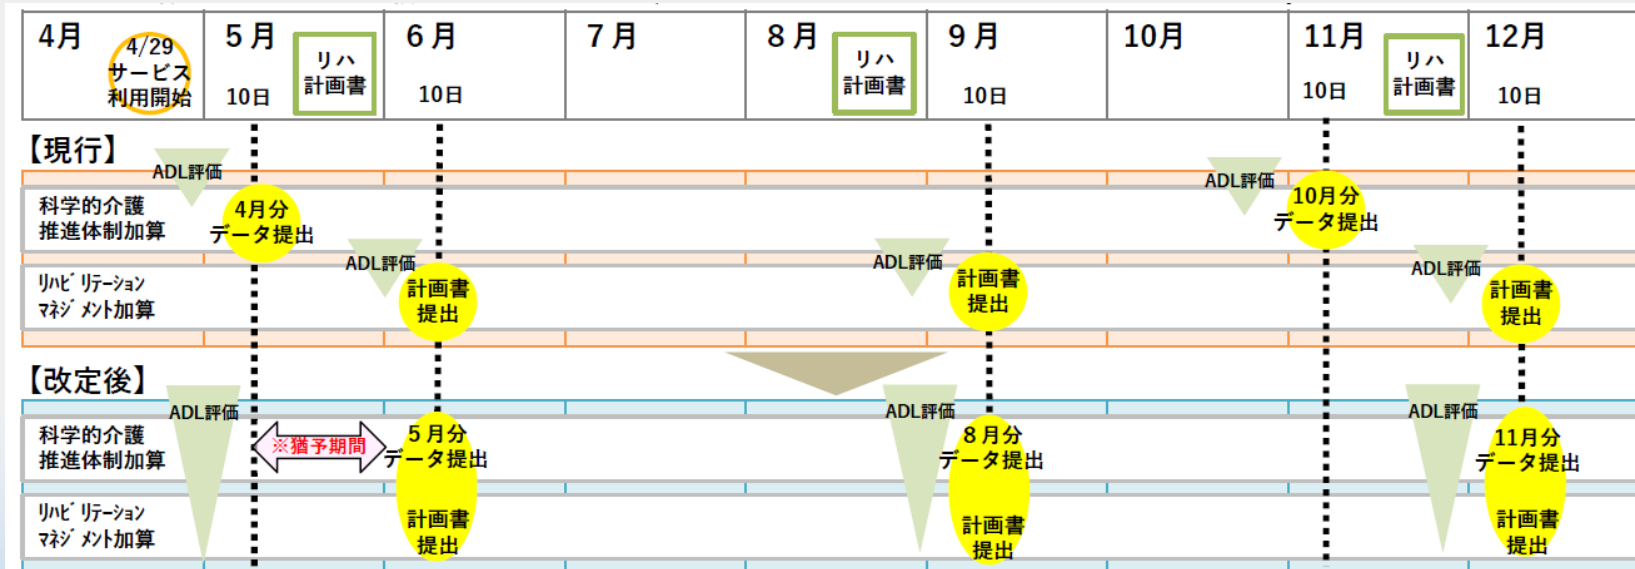 4月
4/29
サービス
利用開始
5月
10日
リハ
計画書
6月
10日
7月
8月
リハ
計画書
9月
10日
10月
11月
10日
リハ
計画書
12月
10日
【現行】
ADL評価
ADL評価
科学的介護
推進体制加算
4月分
データ提出
10月分
データ提出
ADL評価
ADL評価
ADL評価
リハビリテーション
マネジメント加算
計画書
提出
計画書
提出
計画書
提出
【改定後】
ADL評価
ADL評価
ADL評価
科学的介護
推進体制加算
※猶予期間
5月分
データ提出
8月分
データ提出
11月分
データ提出
リハビリテーション
マネジメント加算
計画書
提出
計画書
提出
計画書
提出